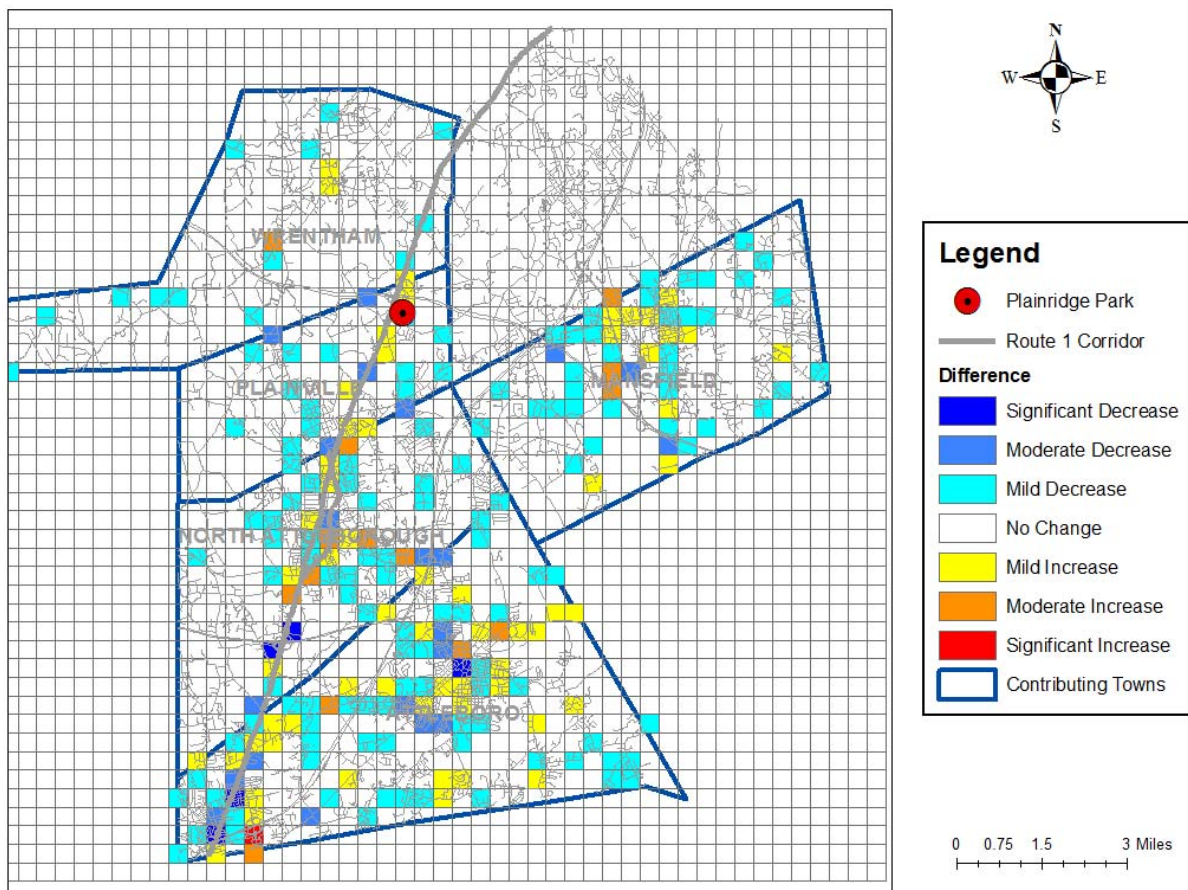 N
W
E
S
WRENTHAM
PLAINVILLE
MANSFIELD
NORTH ATTLEBOROUGH
ATTLEBORO
Legend
Plainridge Park
Route 1 Corridor
Difference
Significant Decrease
Moderate Decrease
Mild Decrease
No Change
Mild Increase
Moderate Increase
Significant Increase
Contributing Towns
0 0.75 1.5 3 Miles